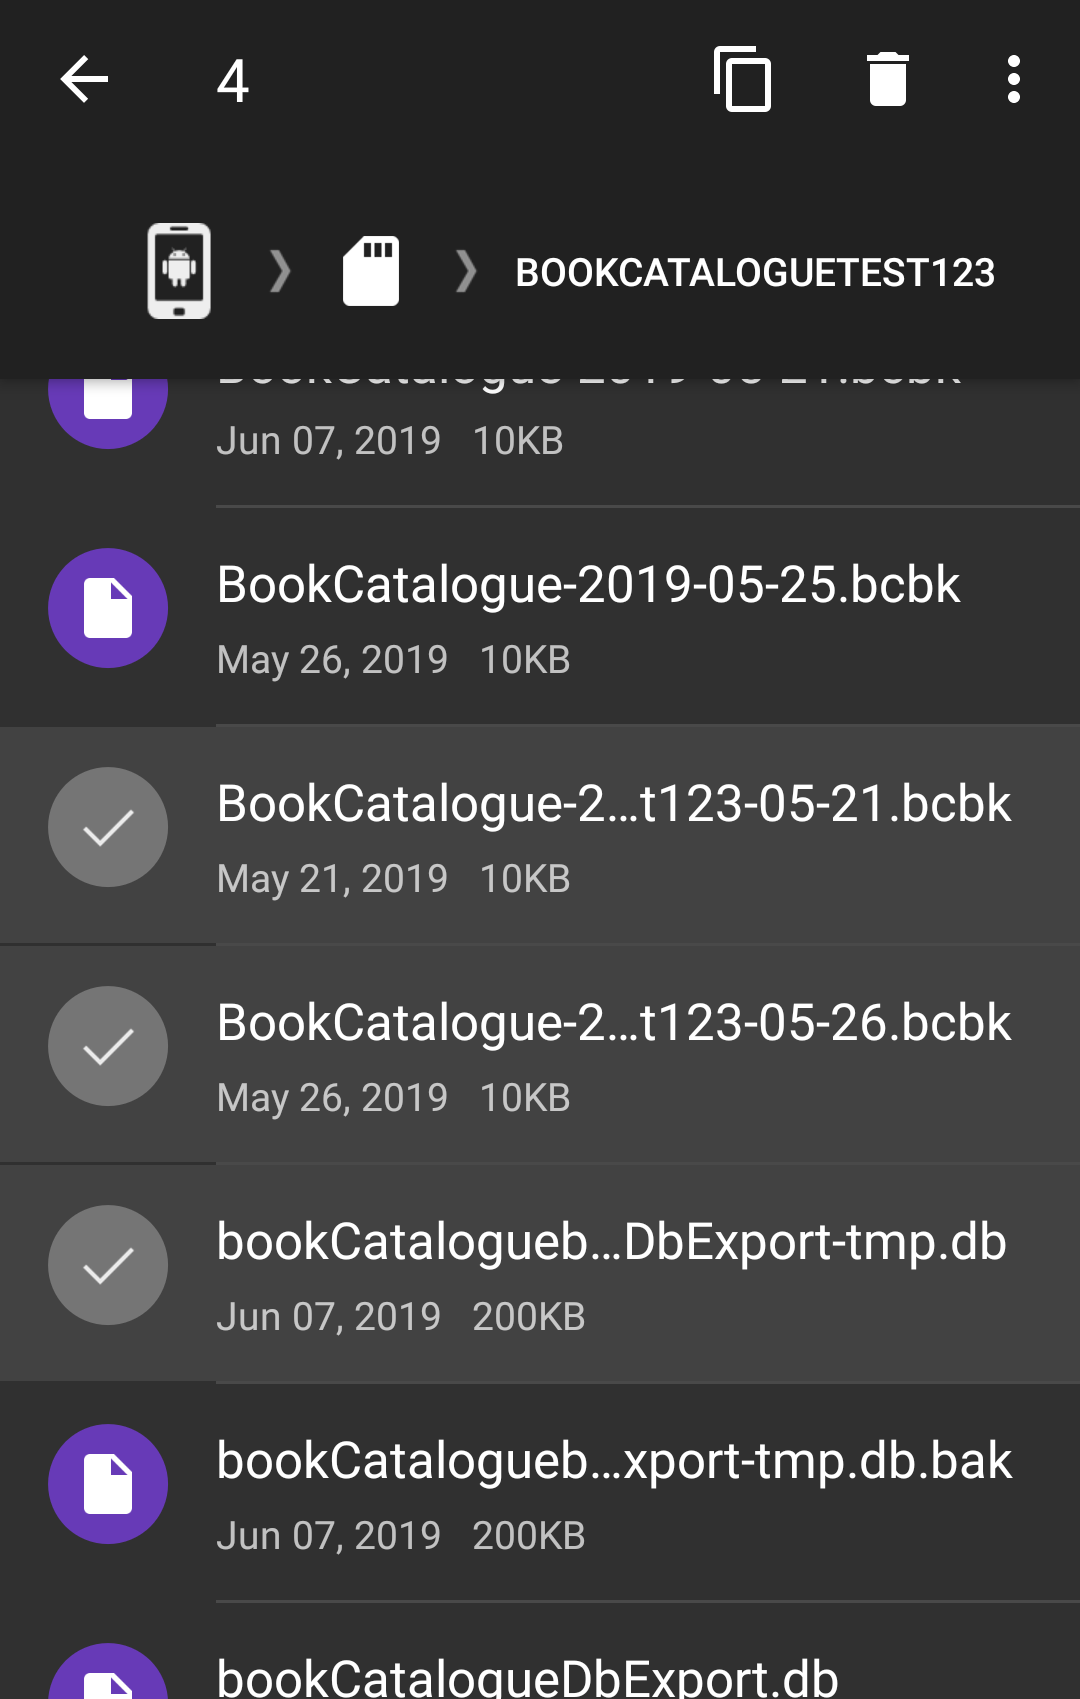 4
BOOKCATALOGUETEST123
Jun 07, 2019 10KB
BookCatalogue-2019-05-25.bcbk
May 26, 2019 10KB
BookCatalogue-2...t123-05-21.bcbk
May 21, 2019 10KB
BookCatalogue-2...t123-05-26.bcbk
May 26, 2019 10KB
bookCatalogueb...DbExport-tmp.db
Jun 07, 2019 200KB
bookCatalogueb...xport-tmp.db.bak
Jun 07, 2019 200KB
bookCatalogueDbExport.db